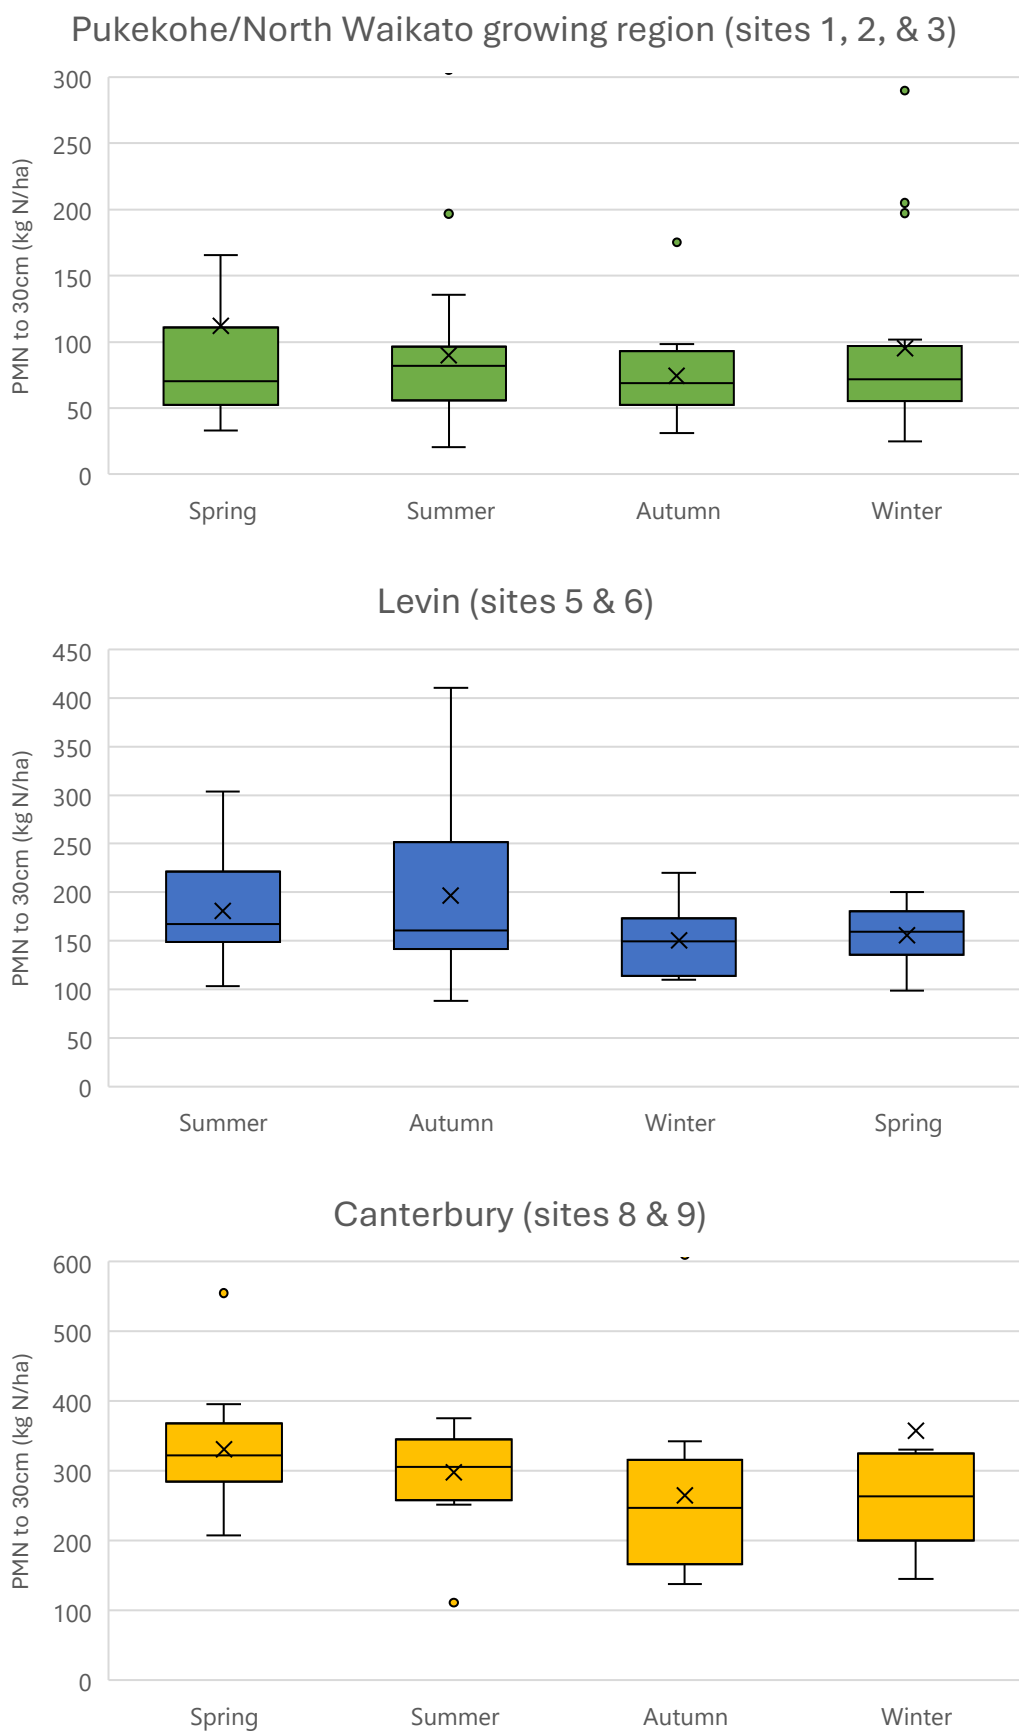 Pukekohe/North Waikato growing region (sites 1, 2, & 3)
PMN to 30cm (kg N/ha)
300
250
200
150
100
50
0
Spring Summer Autumn Winter
Levin (sites 5 & 6)
PMN to 30cm (kg N/ha)
450
400
350
300
250
200
150
100
50
0
Summer Autumn Winter Spring
Canterbury (sites 8 & 9)
PMN to 30cm (kg N/ha)
600
500
400
300
200
100
0
Spring Summer Autumn Winter